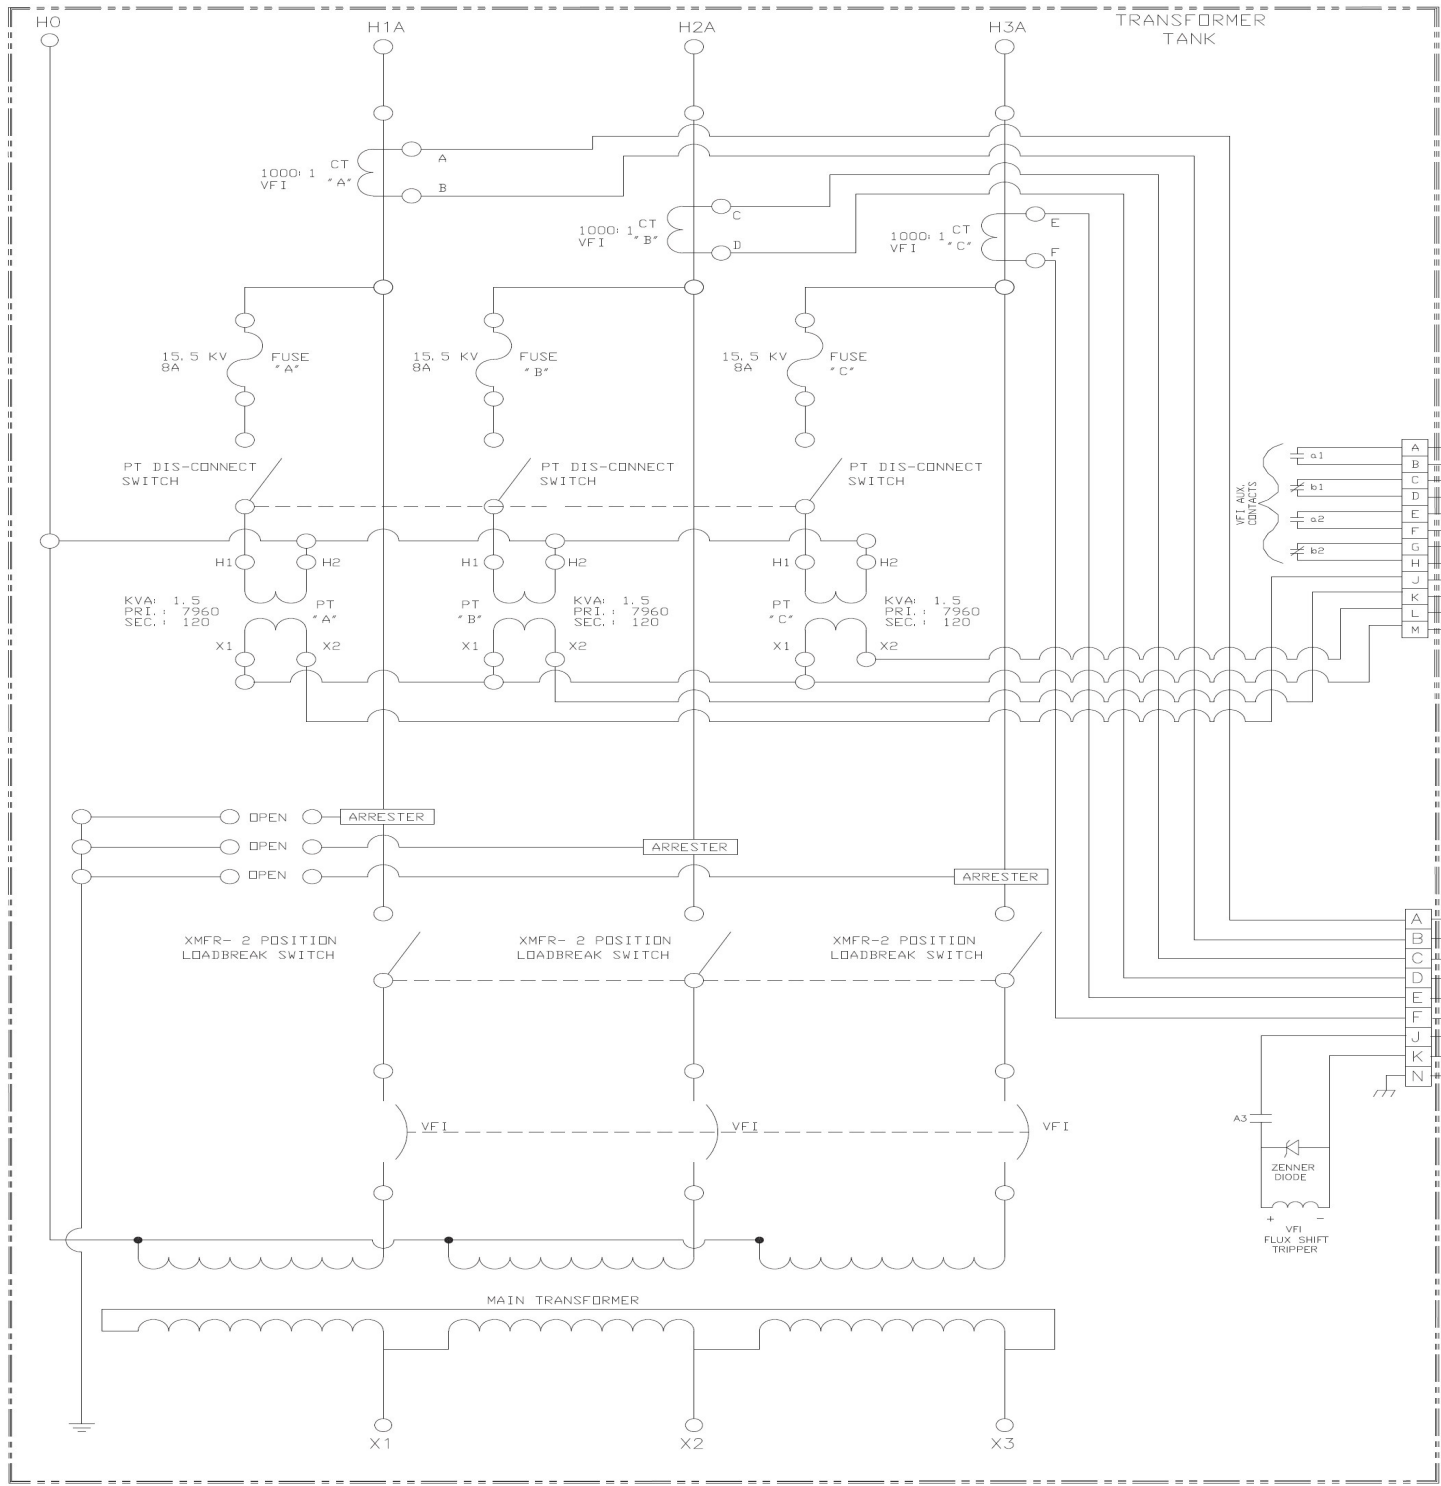 H0
H1A
H2A
H3A
TRANSFORMER
TANK
1000:1
VFI
CT
"A"
A
B
1000:1
VFI
CT
"B"
C
D
1000:1
VFI
CT
"C"
E
F
15.5 KV
8A
FUSE
"A"
15.5 KV
8A
FUSE
"B"
15.5 KV
8A
FUSE
"C"
PT DIS-CONNECT
SWITCH
PT DIS-CONNECT
SWITCH
PT DIS-CONNECT
SWITCH
VFI AUX.
CONTACTS
a1
b1
a2
b2
A
B
C
D
E
F
G
H
J
K
L
M
H1
H2
H1
H2
H1
H2
KVA: 1.5
PRI.: 7960
SEC.: 120
PT
"A"
PT
"B"
KVA: 1.5
PRI.: 7960
SEC.: 120
PT
"C"
KVA: 1.5
PRI.: 7960
SEC.: 120
X1
X2
X1
X2
X1
X2
OPEN
ARRESTER
OPEN
ARRESTER
OPEN
ARRESTER
XMFR- 2 POSITION
LOADBREAK SWITCH
XMFR- 2 POSITION
LOADBREAK SWITCH
XMFR-2 POSITION
LOADBREAK SWITCH
A
B
C
D
E
F
J
K
N
VFI
VFI
VFI
A3
ZENNER
DIODE
+ -
VFI
FLUX SHIFT
TRIPPER
MAIN TRANSFORMER
X1
X2
X3